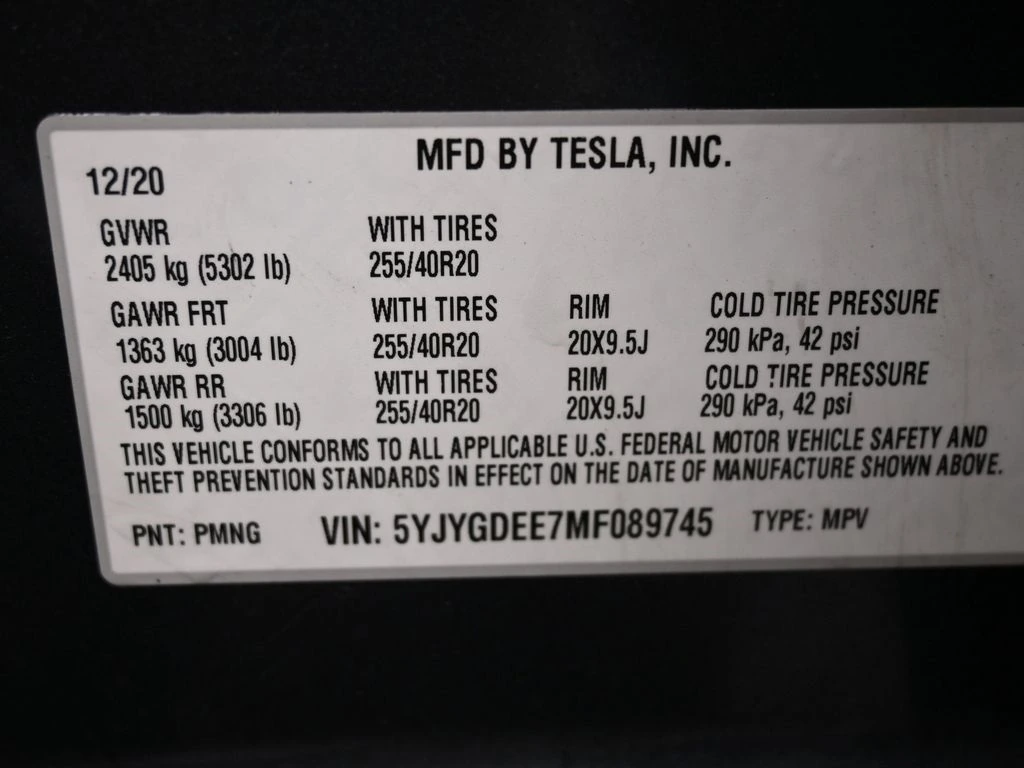 MFD BY TESLA, INC.
12/20
GVWR WITH TIRES
2405 kg (5302 lb) 255/40R20
GAWR FRT WITH TIRES RIM COLD TIRE PRESSURE
1363 kg (3004 lb) 255/40R20 20X9.5J 290 kPa, 42 psi
GAWR RR WITH TIRES RIM COLD TIRE PRESSURE
1500 kg (3306 lb) 255/40R20 20X9.5J 290 kPa, 42 psi
THIS VEHICLE CONFORMS TO ALL APPLICABLE U.S. FEDERAL MOTOR VEHICLE SAFETY AND
THEFT PREVENTION STANDARDS IN EFFECT ON THE DATE OF MANUFACTURE SHOWN ABOVE.
PNT: PMNG VIN: 5YJYGDEE7MF089745 TYPE: MPV